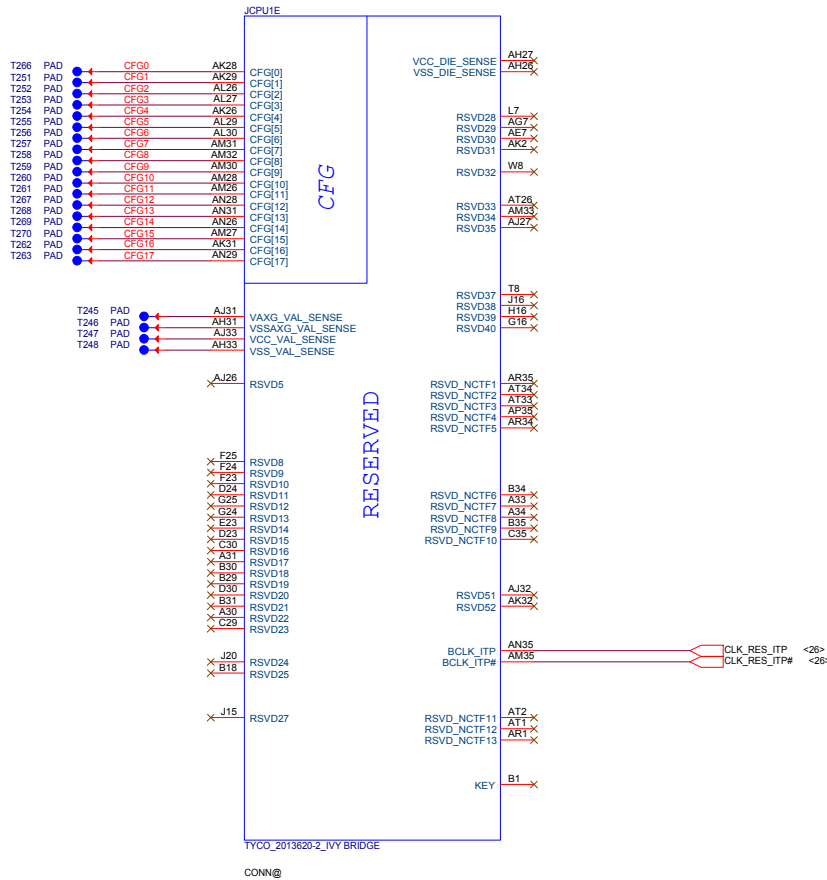 JCPU1E
T266 PAD CFG0 AK28 CFG[0]
T251 PAD CFG1 AK29 CFG[1]
T252 PAD CFG2 AL26 CFG[2]
T253 PAD CFG3 AL27 CFG[3]
T254 PAD CFG4 AK26 CFG[4]
T255 PAD CFG5 AL29 CFG[5]
T256 PAD CFG6 AL30 CFG[6]
T257 PAD CFG7 AM31 CFG[7]
T258 PAD CFG8 AM32 CFG[8]
T259 PAD CFG9 AM30 CFG[9]
T260 PAD CFG10 AM28 CFG[10]
T261 PAD CFG11 AM26 CFG[11]
T267 PAD CFG12 AN28 CFG[12]
T268 PAD CFG13 AN31 CFG[13]
T269 PAD CFG14 AN26 CFG[14]
T270 PAD CFG15 AM27 CFG[15]
T262 PAD CFG16 AK31 CFG[16]
T263 PAD CFG17 AN29 CFG[17]
CFG
T245 PAD AJ31 VAXG_VAL_SENSE
T246 PAD AH31 VSSAXG_VAL_SENSE
T247 PAD AJ33 VCC_VAL_SENSE
T248 PAD AH33 VSS_VAL_SENSE
AJ26 RSVD5
F25 RSVD8
F24 RSVD9
F23 RSVD10
D24 RSVD11
G25 RSVD12
G24 RSVD13
E23 RSVD14
D23 RSVD15
C30 RSVD16
A31 RSVD17
B30 RSVD18
B29 RSVD19
D30 RSVD20
B31 RSVD21
A30 RSVD22
C29 RSVD23
J20 RSVD24
B18 RSVD25
J15 RSVD27
RESERVED
VCC_DIE_SENSE AH27
VSS_DIE_SENSE AH26
RSVD28 L7
RSVD29 AG7
RSVD30 AE7
RSVD31 AK2
RSVD32 W8
RSVD33 AT26
RSVD34 AM33
RSVD35 AJ27
RSVD37 T8
RSVD38 J16
RSVD39 H16
RSVD40 G16
RSVD_NCTF1 AR35
RSVD_NCTF2 AT34
RSVD_NCTF3 AT33
RSVD_NCTF4 AP35
RSVD_NCTF5 AR34
RSVD_NCTF6 B34
RSVD_NCTF7 A33
RSVD_NCTF8 A34
RSVD_NCTF9 B35
RSVD_NCTF10 C35
RSVD51 AJ32
RSVD52 AK32
BCLK_ITP AN35 CLK_RES_ITP <26>
BCLK_ITP# AM35 CLK_RES_ITP# <26>
RSVD_NCTF11 AT2
RSVD_NCTF12 AT1
RSVD_NCTF13 AR1
KEY B1
TYCO_2013620-2_IVY BRIDGE
CONN@